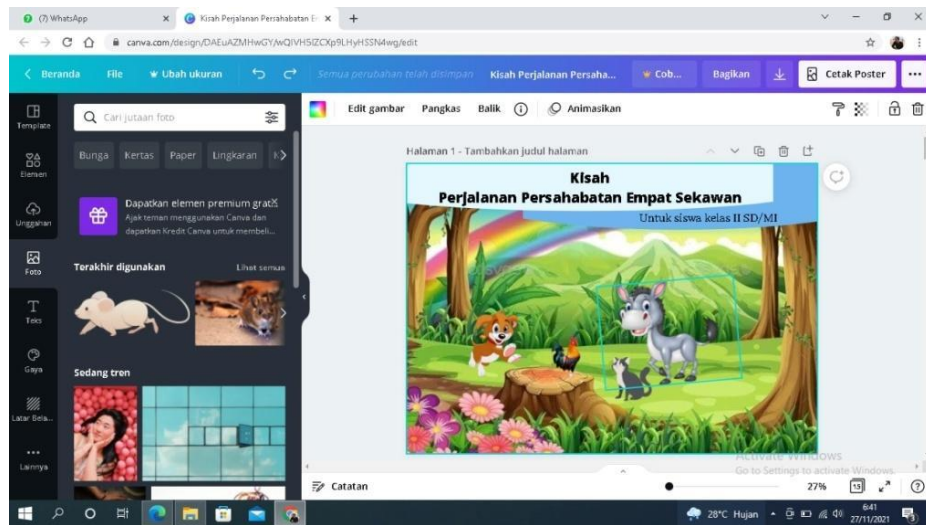 (7) WhatsApp
Kisah Perjalanan Persahabatan Er
canva.com/design/DAEuAZMHwGY/wQIVH5IZCXp9LHyHSSN4wg/edit
Beranda File Ubah ukuran Semua perubahan telah disimpan Kisah Perjalanan Persaha... Cob... Bagikan Cetak Poster
Edit gambar Pangkas Balik Animasikan
Template
Elemen
Unggahan
Foto
Teks
Gaya
Latar Bela...
Lainnya
Cari jutaan foto
Bunga Kertas Paper Lingkaran
Dapatkan elemen premium gratis
Ajak teman menggunakan Canva dan
dapatkan Kredit Canva untuk membeli...
Terakhir digunakan Lihat semua
Sedang tren
Halaman 1 - Tambahkan judul halaman
Kisah
Perjalanan Persahabatan Empat Sekawan
Untuk siswa kelas II SD/MI
Activate Windows
Go to Settings to activate Windows.
Catatan
27%
15
28°C Hujan
6:41
27/11/2021